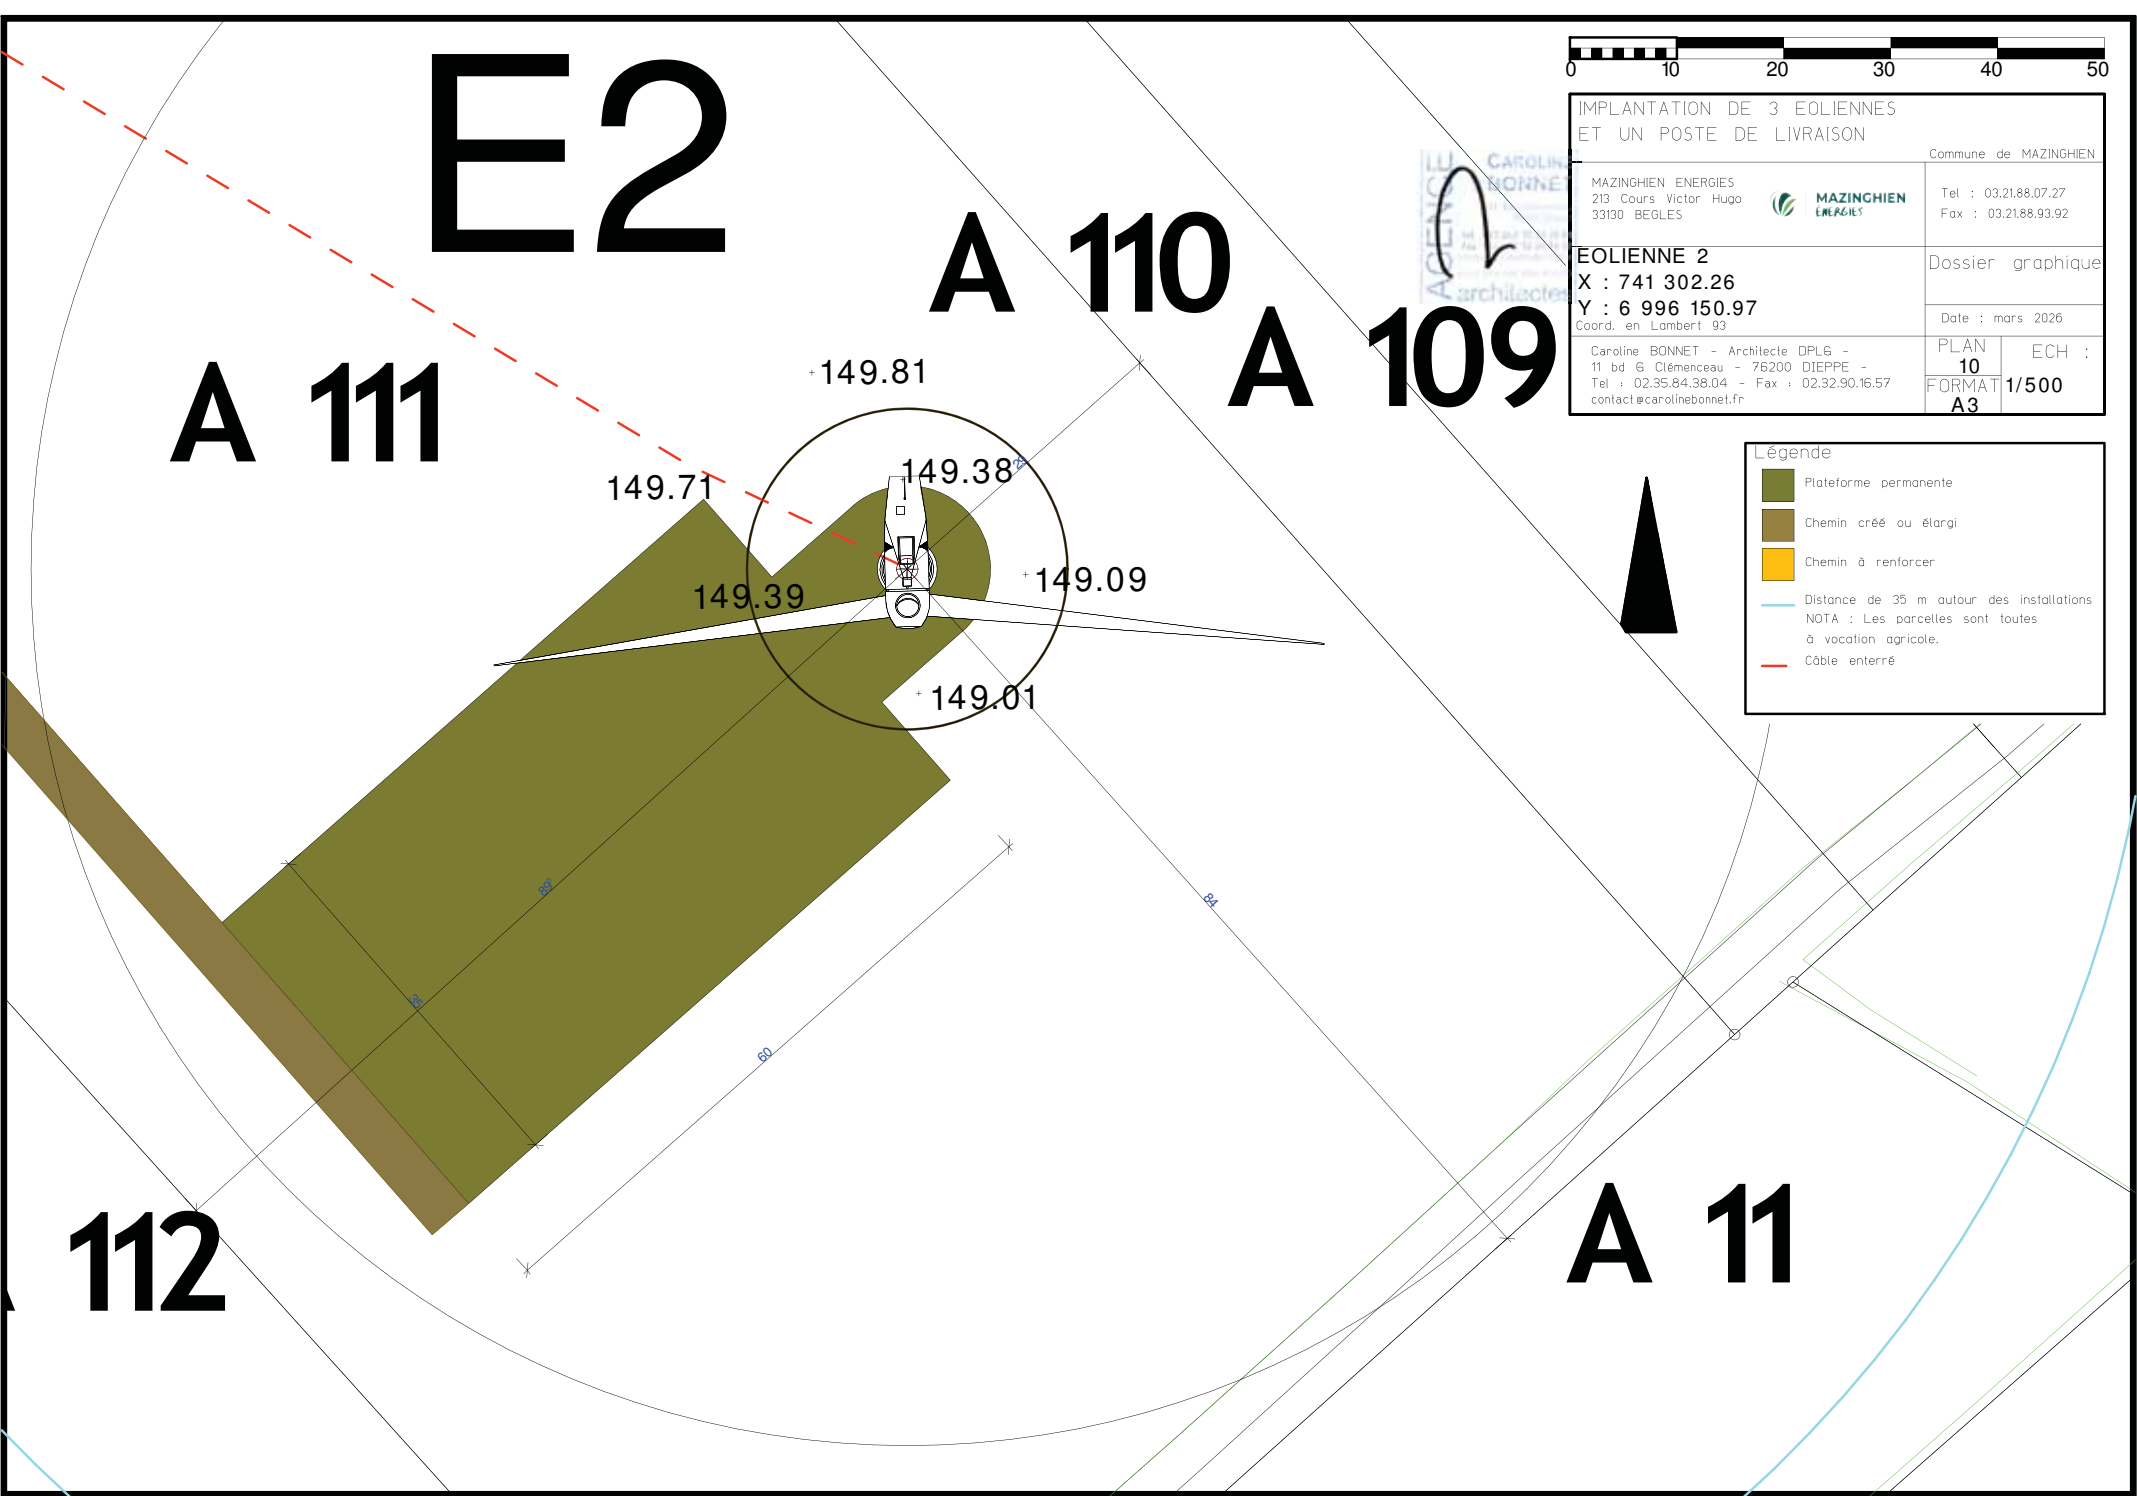 E2
0 10 20 30 40 50
IMPLANTATION DE 3 EOLIENNES
ET UN POSTE DE LIVRAISON
Commune de MAZINGHIEN
MAZINGHIEN ENERGIES
213 Cours Victor Hugo
33130 BEGLES
MAZINGHIEN
ENERGIES
Tel : 03.21.88.07.27
Fax : 03.21.88.93.92
EOLIENNE 2
X : 741 302.26
Y : 6 996 150.97
Coord. en Lambert 93
Dossier graphique
Date : mars 2026
Caroline BONNET - Architecte DPLG -
11 bd G Clémenceau - 76200 DIEPPE -
Tel : 02.35.84.38.04 - Fax : 02.32.90.16.57
contact@carolinebonnet.fr
PLAN
10
FORMAT
A3
ECH :
1/500
AGENCE
CAROLINE
BONNET
architectes
Légende
Plateforme permanente
Chemin créé ou élargi
Chemin à renforcer
Distance de 35 m autour des installations
NOTA : Les parcelles sont toutes
à vocation agricole.
Câble enterré
A 110
A 109
A 111
149.81
149.71
149.38
149.39
149.09
149.01
89
84
35
60
112
A 11